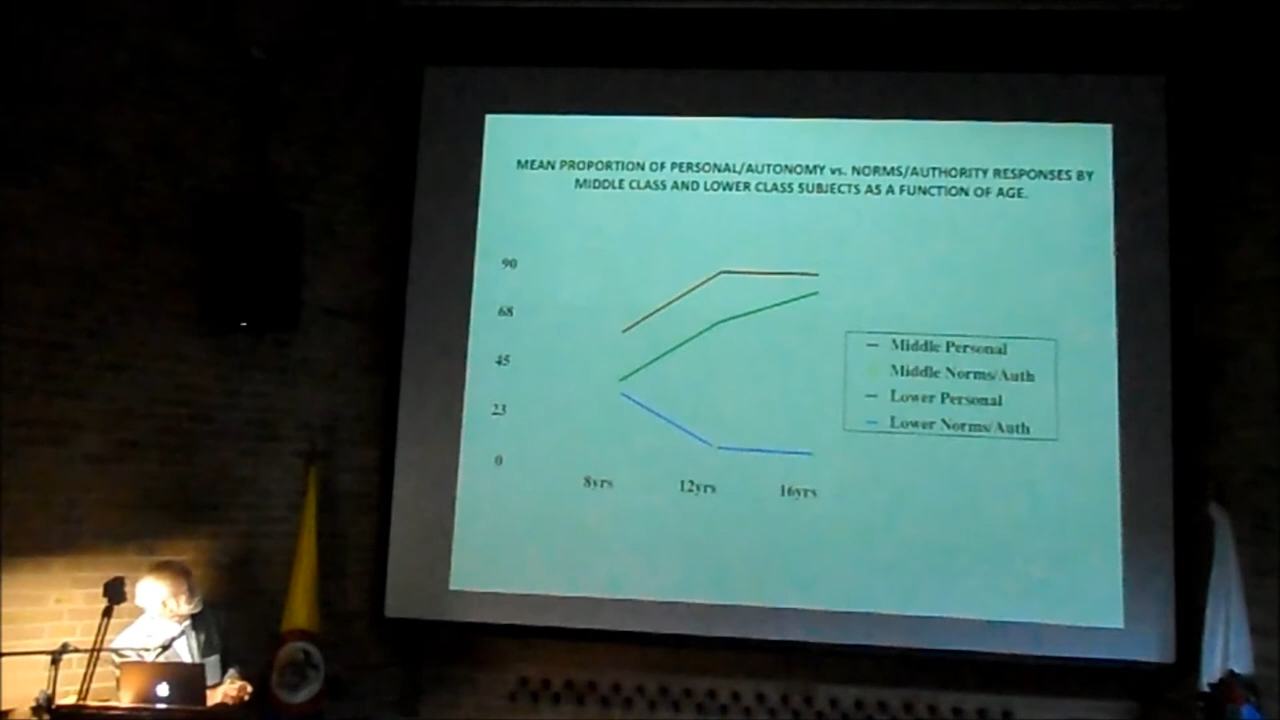 MEAN PROPORTION OF PERSONAL/AUTONOMY vs. NORMS/AUTHORITY RESPONSES BY
MIDDLE CLASS AND LOWER CLASS SUBJECTS AS A FUNCTION OF AGE.
90
68
45
23
0
8yrs
12yrs
16yrs
Middle Personal
Middle Norms/Auth
Lower Personal
Lower Norms/Auth